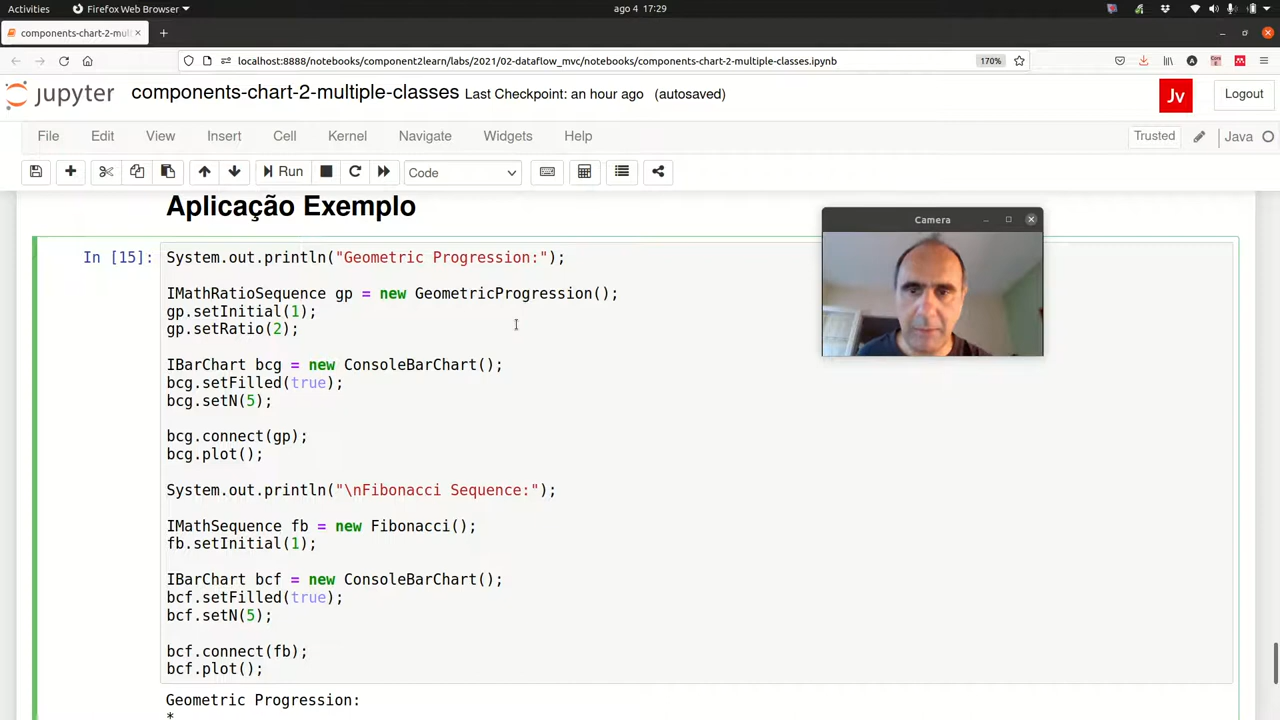 Activities
Firefox Web Browser
ago 4 17:29
components-chart-2-mul
localhost:8888/notebooks/component2learn/labs/2021/02-dataflow_mvc/notebooks/components-chart-2-multiple-classes.ipynb
170%
jupyter
components-chart-2-multiple-classes Last Checkpoint: an hour ago (autosaved)
Jv
Logout
File Edit View Insert Cell Kernel Navigate Widgets Help
Trusted
Java
Run
Code
Aplicação Exemplo
Camera
In [15]:
System.out.println("Geometric Progression:");
IMathRatioSequence gp = new GeometricProgression();
gp.setInitial(1);
gp.setRatio(2);
IBarChart bcg = new ConsoleBarChart();
bcg.setFilled(true);
bcg.setN(5);
bcg.connect(gp);
bcg.plot();
System.out.println("\nFibonacci Sequence:");
IMathSequence fb = new Fibonacci();
fb.setInitial(1);
IBarChart bcf = new ConsoleBarChart();
bcf.setFilled(true);
bcf.setN(5);
bcf.connect(fb);
bcf.plot();
Geometric Progression:
*